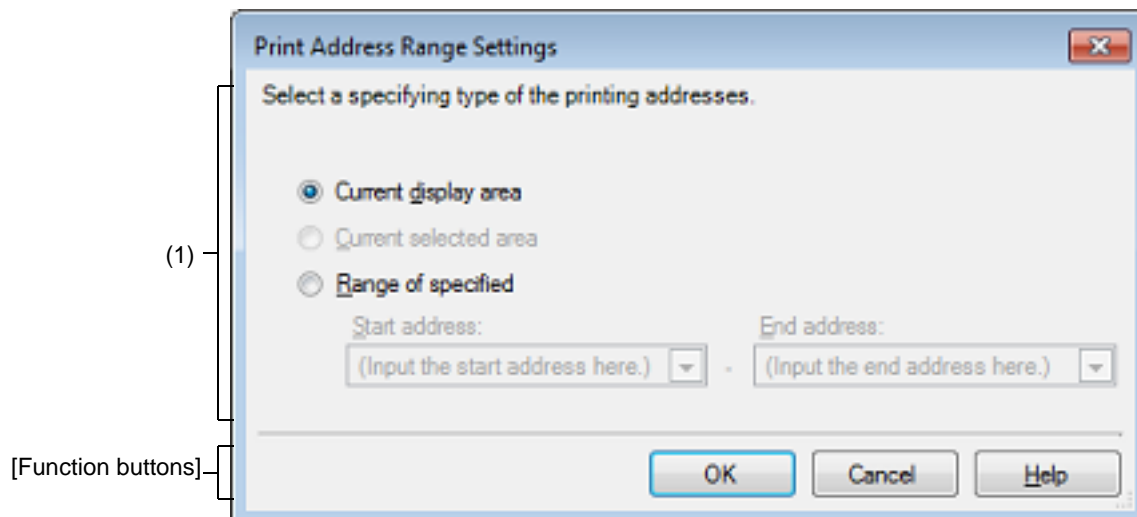 Print Address Range Settings
Select a specifying type of the printing addresses.
Current display area
Current selected area
(1)
Range of specified
Start address: End address:
(Input the start address here.) - (Input the end address here.)
[Function buttons] OK Cancel Help